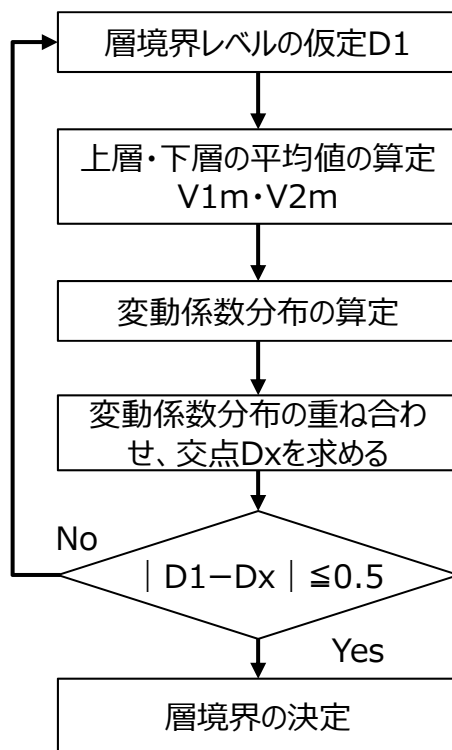 層境界レベルの仮定D1
上層・下層の平均値の算定
V1m・V2m
変動係数分布の算定
変動係数分布の重ね合わ
せ、交点Dxを求める
No
｜D1−Dx｜≦0.5
Yes
層境界の決定